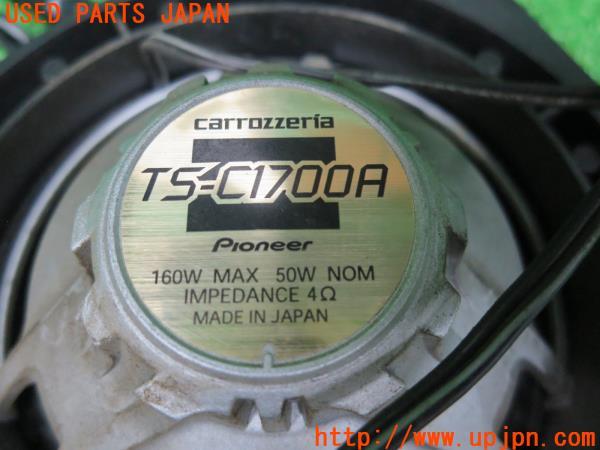 USED PARTS JAPAN
carrozzeria
TS-C1700A
Pioneer
160W MAX 50W NOM
IMPEDANCE 4Ω
MADE IN JAPAN
http://www.upjpn.com